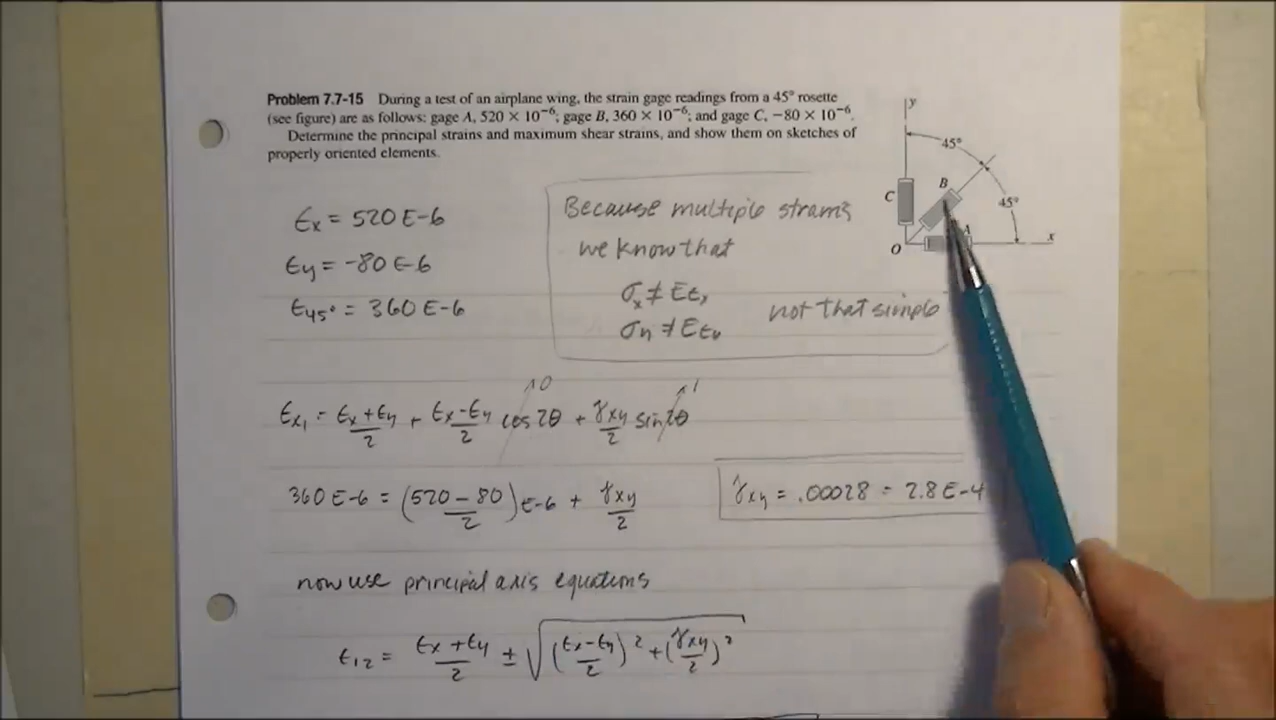 Problem 7.7-15 During a test of an airplane wing, the strain gage readings from a 45° rosette
(see figure) are as follows: gage A, 520 × 10⁻⁶; gage B, 360 × 10⁻⁶; and gage C, −80 × 10⁻⁶.
Determine the principal strains and maximum shear strains, and show them on sketches of
properly oriented elements.
y
45°
B
C
45°
A
x
O
εx = 520 E-6
εy = -80 E-6
ε45° = 360 E-6
Because multiple strains
we know that
σx ≠ Eεx
σy ≠ Eεy
not that simple
0
1
εx₁ = (εx+εy)/2 + (εx-εy)/2 cos 2θ + γxy/2 sin 2θ
360 E-6 = ((520-80)/2) E-6 + γxy/2
γxy = .00028 = 2.8 E-4
now use principal axis equations
ε12 = (εx+εy)/2 ± √((εx-εy)/2)² + (γxy/2)²